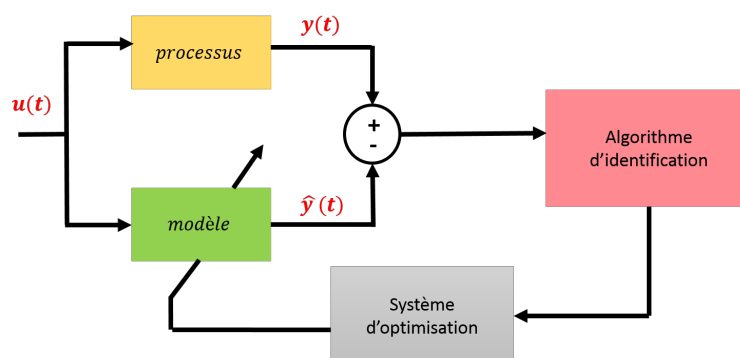 processus
y(t)
u(t)
+
-
Algorithme
d'identification
modèle
ŷ (t)
Système
d'optimisation